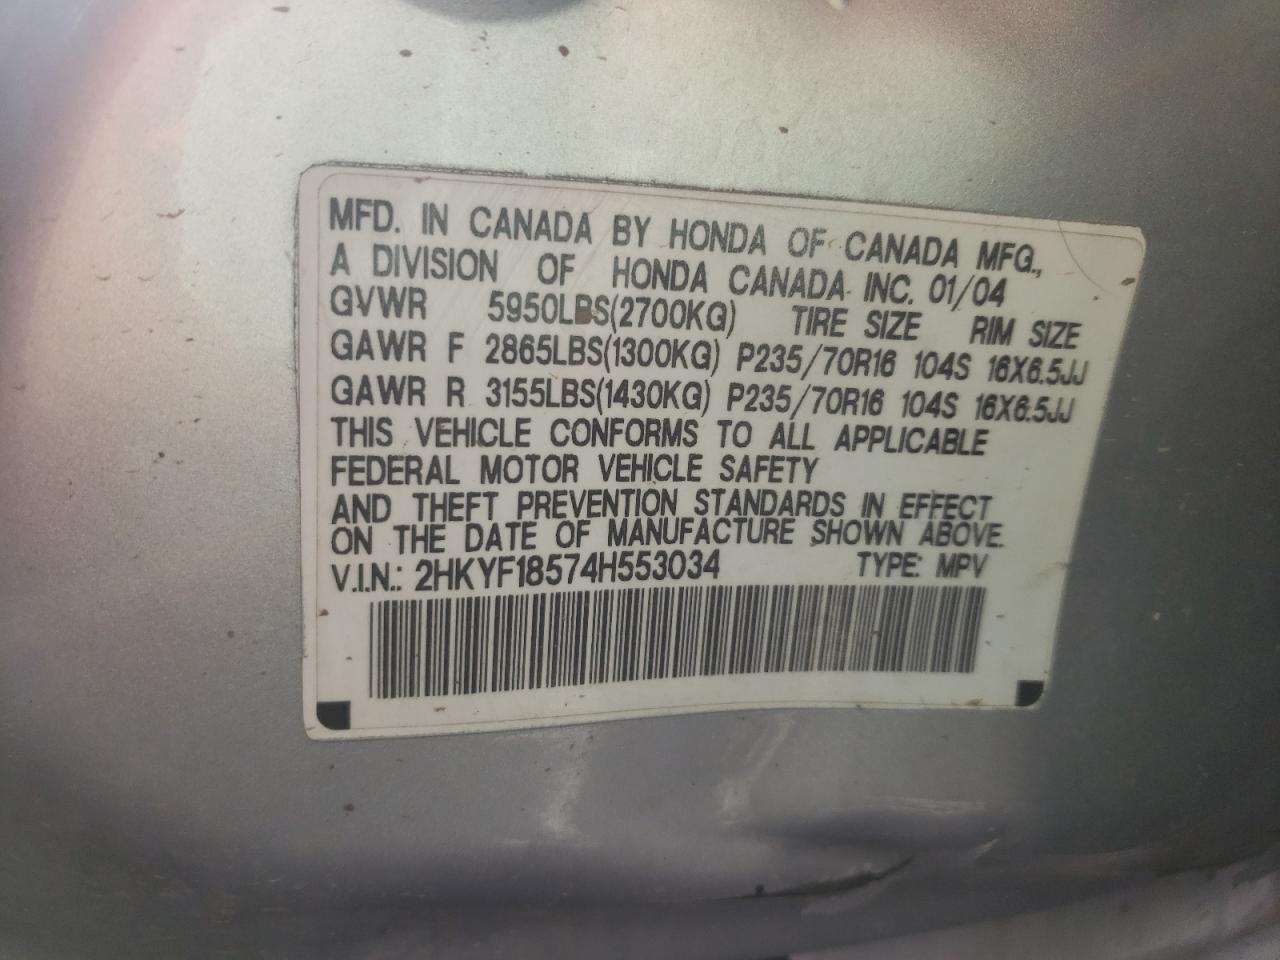 MFD. IN CANADA BY HONDA OF CANADA MFG.,
A DIVISION OF HONDA CANADA INC. 01/04
GVWR 5950LBS(2700KG) TIRE SIZE RIM SIZE
GAWR F 2865LBS(1300KG) P235/70R16 104S 16X6.5JJ
GAWR R 3155LBS(1430KG) P235/70R16 104S 16X6.5JJ
THIS VEHICLE CONFORMS TO ALL APPLICABLE
FEDERAL MOTOR VEHICLE SAFETY
AND THEFT PREVENTION STANDARDS IN EFFECT
ON THE DATE OF MANUFACTURE SHOWN ABOVE.
V.I.N.: 2HKYF18574H553034 TYPE: MPV